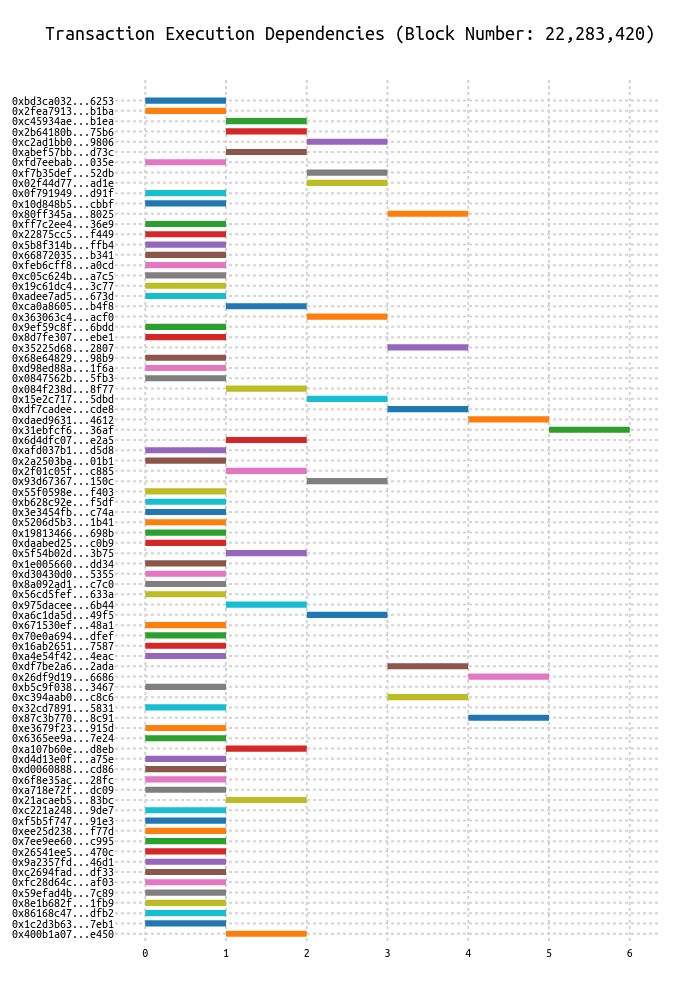 Transaction Execution Dependencies (Block Number: 22,283,420)
0xbd3ca032...6253
0x2fea7913...b1ba
0xc45934ae...b1ea
0x2b64180b...75b6
0xc2ad1bb0...9806
0xabef57bb...d73c
0xfd7eebab...035e
0xf7b35def...52db
0x02f44d77...ad1e
0x0f791949...d91f
0x10d848b5...cbbf
0x80ff345a...8025
0xff7c2ee4...36e9
0x22875cc5...f449
0x5b8f314b...ffb4
0x66872035...b341
0xfeb6cff8...a0cd
0xc05c624b...a7c5
0x19c61dc4...3c77
0xadee7ad5...673d
0xca0a8605...b4f8
0x363063c4...acf0
0x9ef59c8f...6bdd
0x8d7fe307...ebe1
0x35225d68...2807
0x68e64829...98b9
0xd98ed88a...1f6a
0x0847562b...5fb3
0x084f238d...8f77
0x15e2c717...5dbd
0xdf7cadee...cde8
0xdaed9631...4612
0x31ebfcf6...36af
0x6d4dfc07...e2a5
0xafd037b1...d5d8
0x2a2503ba...01b1
0x2f01c05f...c885
0x93d67367...150c
0x55f0598e...f403
0xb628c92e...f5df
0x3e3454fb...c74a
0x5206d5b3...1b41
0x19813466...698b
0xdaabed25...c0b9
0x5f54b02d...3b75
0x1e005660...dd34
0xd30430d0...5355
0x8a092ad1...c7c0
0x56cd5fef...633a
0x975dacee...6b44
0xa6c1da5d...49f5
0x671530ef...48a1
0x70e0a694...dfef
0x16ab2651...7587
0xa4e54f42...4eac
0xdf7be2a6...2ada
0x26df9d19...6686
0xb5c9f038...3467
0xc394aab0...c8c6
0x32cd7891...5831
0x87c3b770...8c91
0xe3679f23...915d
0x6365ee9a...7e24
0xa107b60e...d8eb
0xd4d13e0f...a75e
0xd0060888...cd86
0x6f8e35ac...28fc
0xa718e72f...dc09
0x21acaeb5...83bc
0xc221a248...9de7
0xf5b5f747...91e3
0xee25d238...f77d
0x7ee9ee60...c995
0x26541ee5...470c
0x9a2357fd...46d1
0xc2694fad...df33
0xfc28d64c...af03
0x59efad4b...7c89
0x8e1b682f...1fb9
0x86168c47...dfb2
0x1c2d3b63...7eb1
0x400b1a07...e450
0 1 2 3 4 5 6